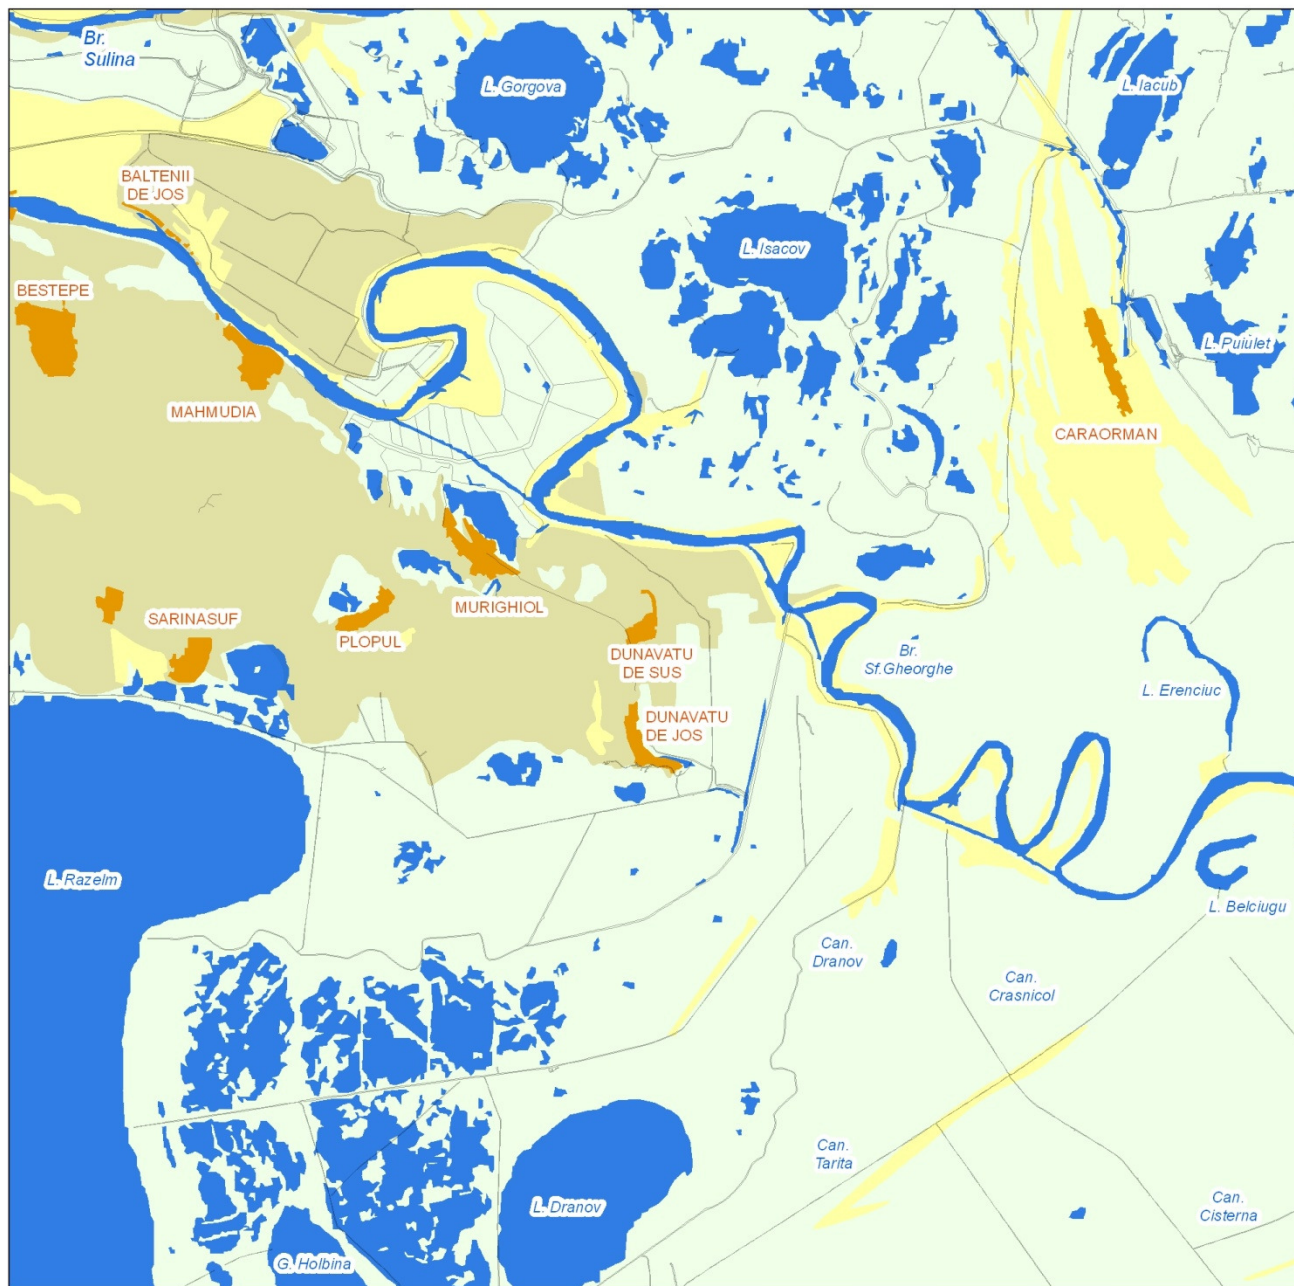 Br.
Sulina
L. Gorgova
L. Iacub
BALTENII
DE JOS
L. Isacov
BESTEPE
L. Puiulet
MAHMUDIA
CARAORMAN
MURIGHIOL
SARINASUF
PLOPUL
DUNAVATU
DE SUS
Br.
Sf.Gheorghe
L. Erenciuc
DUNAVATU
DE JOS
L. Razelm
L. Belciugu
Can.
Dranov
Can.
Crasnicol
Can.
Tarita
L. Dranov
Can.
Cisterna
G. Holbina